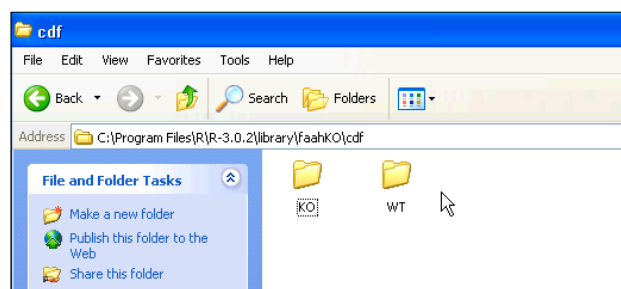 cdf
File Edit View Favorites Tools Help
Back Search Folders
Address C:\Program Files\R\R-3.0.2\library\faahKO\cdf
File and Folder Tasks
Make a new folder
Publish this folder to the
Web
Share this folder
KO WT